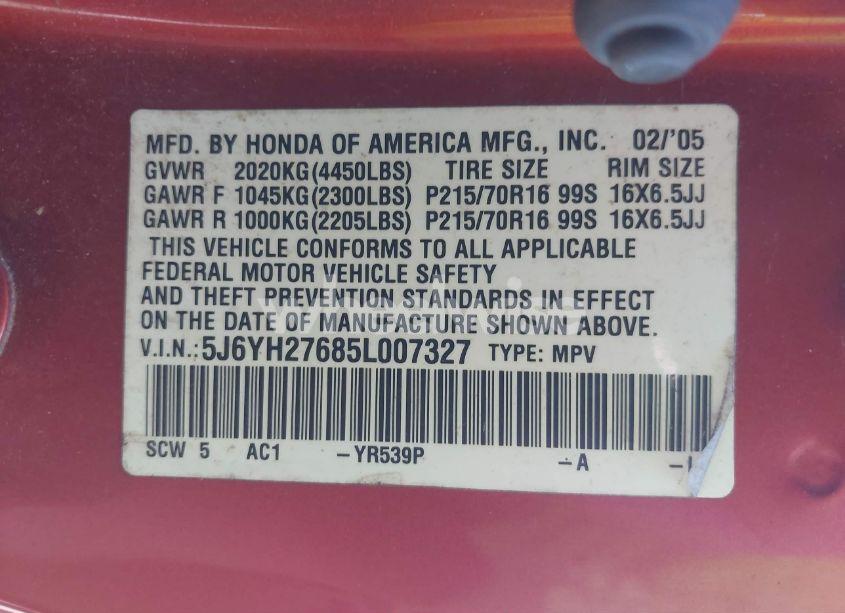 MFD. BY HONDA OF AMERICA MFG., INC. 02/'05
GVWR 2020KG(4450LBS) TIRE SIZE RIM SIZE
GAWR F 1045KG(2300LBS) P215/70R16 99S 16X6.5JJ
GAWR R 1000KG(2205LBS) P215/70R16 99S 16X6.5JJ
THIS VEHICLE CONFORMS TO ALL APPLICABLE
FEDERAL MOTOR VEHICLE SAFETY
AND THEFT PREVENTION STANDARDS IN EFFECT
ON THE DATE OF MANUFACTURE SHOWN ABOVE.
V.I.N.:5J6YH27685L007327 TYPE: MPV
SCW 5 AC1 -YR539P -A